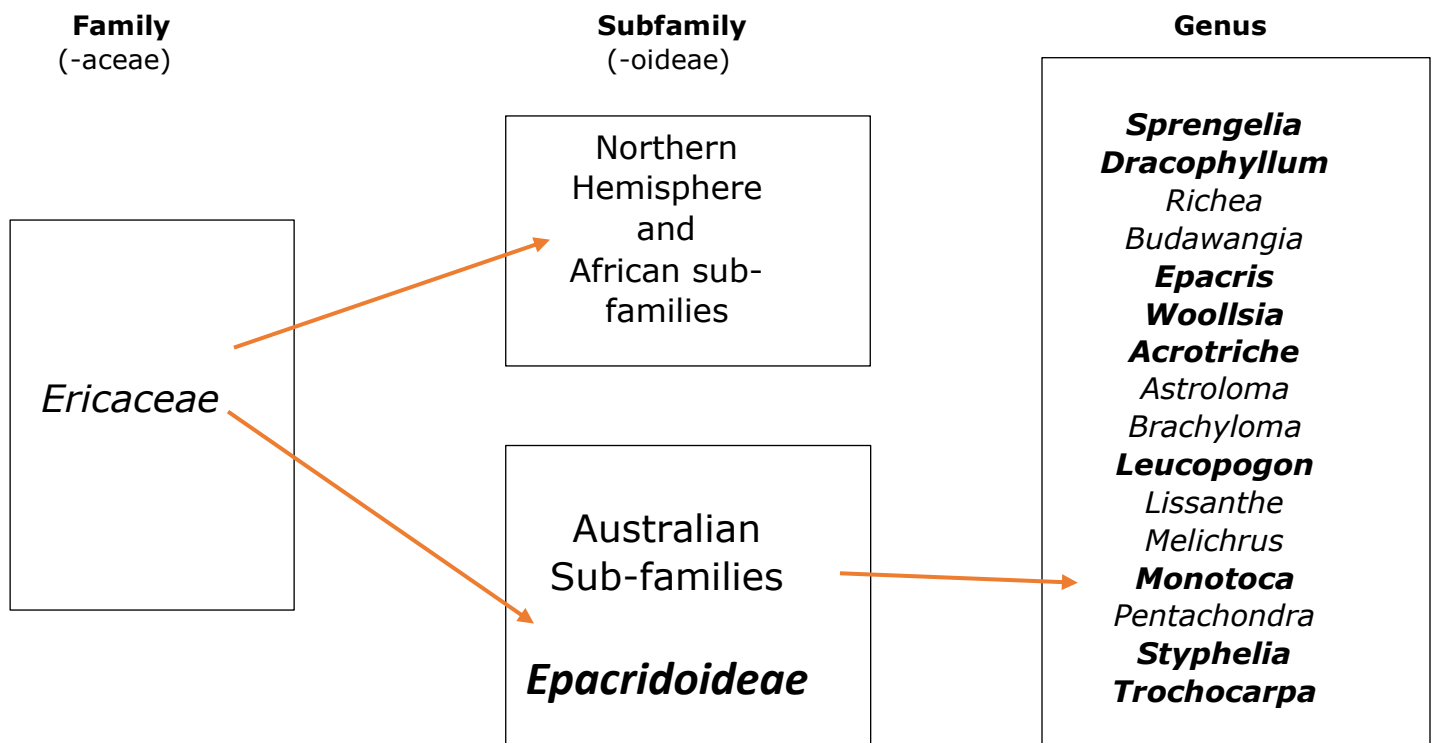 Family
(-aceae)
Subfamily
(-oideae)
Genus
Ericaceae
Northern
Hemisphere
and
African sub-
families
Australian
Sub-families
Epacridoideae
Sprengelia
Dracophyllum
Richea
Budawangia
Epacris
Woollsia
Acrotriche
Astroloma
Brachyloma
Leucopogon
Lissanthe
Melichrus
Monotoca
Pentachondra
Styphelia
Trochocarpa